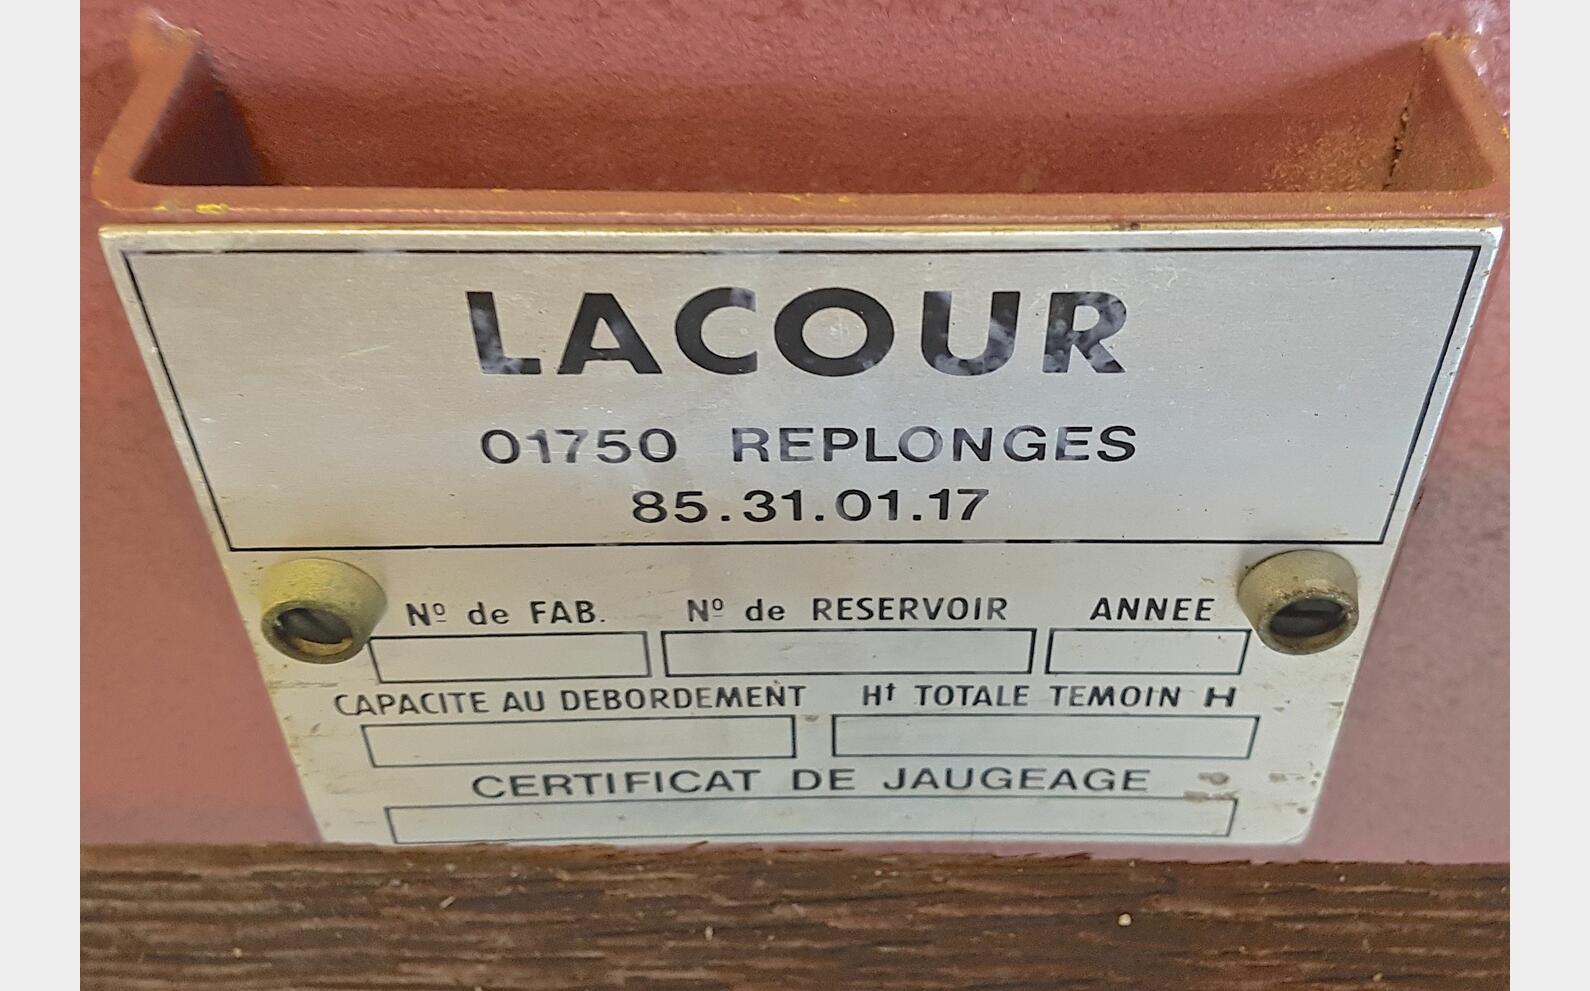 LACOUR
01750 REPLONGES
85.31.01.17
Nº de FAB. Nº de RESERVOIR ANNEE
CAPACITE AU DEBORDEMENT Ht TOTALE TEMOIN H
CERTIFICAT DE JAUGEAGE